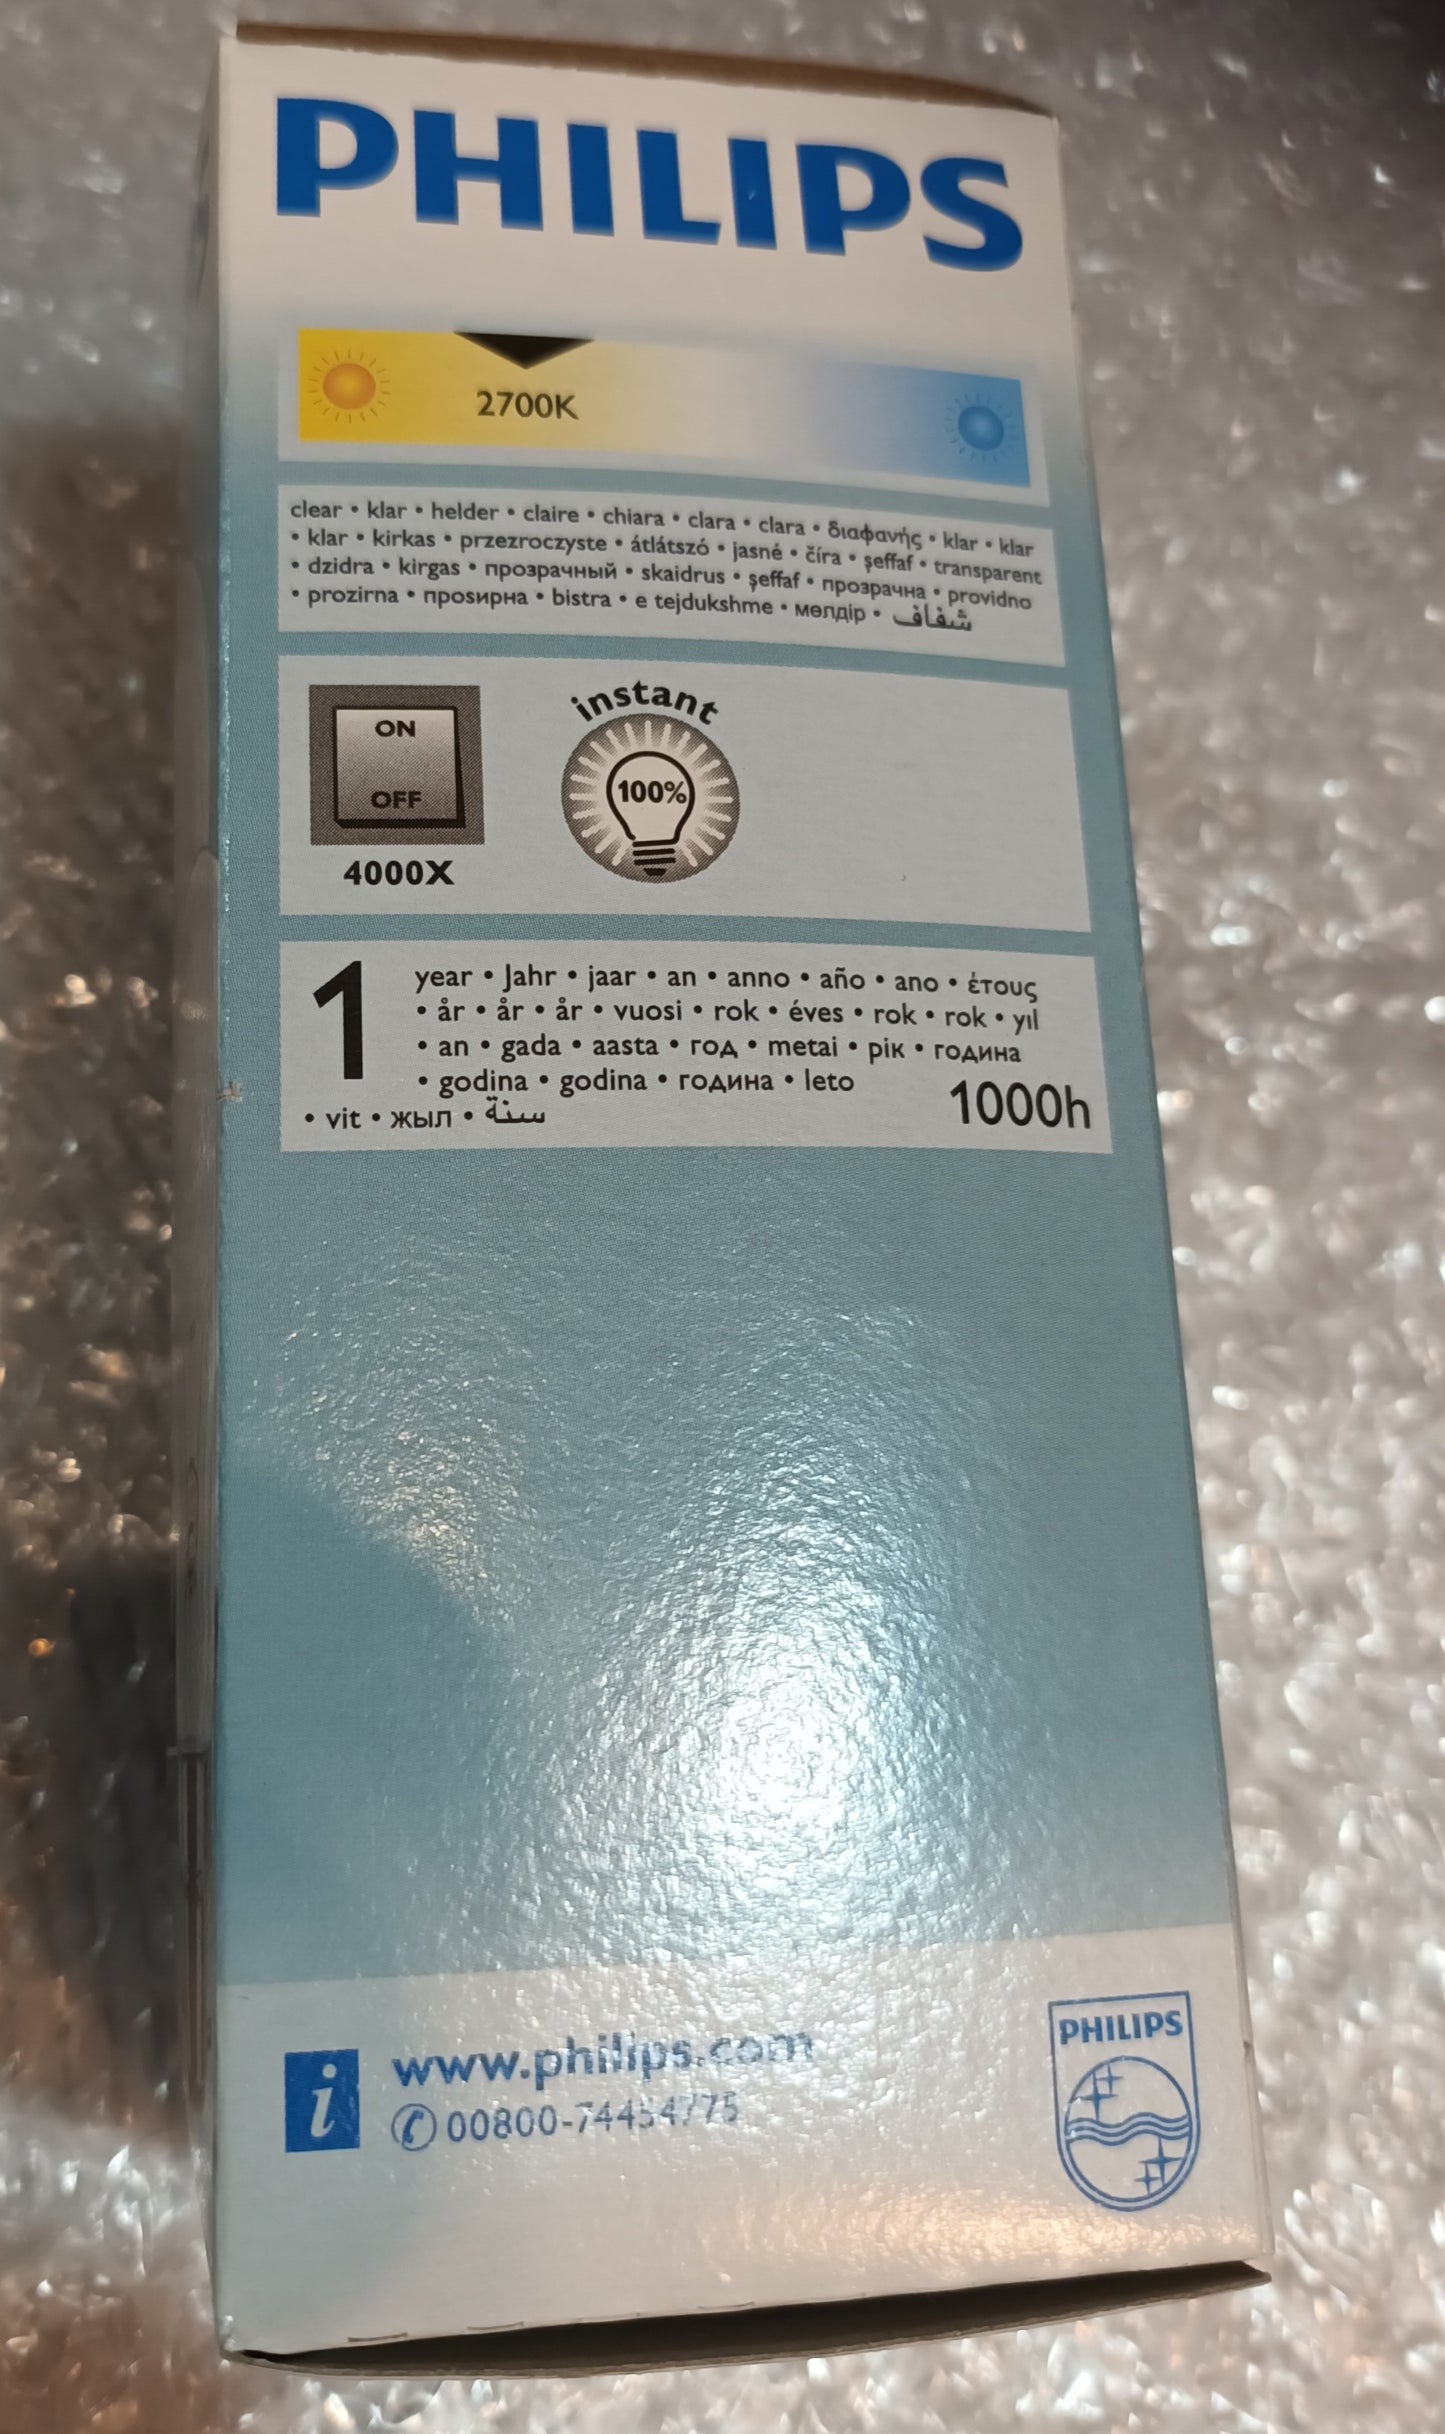 PHILIPS
2700K
clear • klar • helder • claire • chiara • clara • clara • διαφανής • klar • klar
• klar • kirkas • przezroczyste • átlátszó • jasné • číra • şeffaf • transparent
• dzidra • kirgas • прозрачный • skaidrus • şeffaf • прозрачна • providno
• prozirna • прозирна • bistra • e tejdukshme • мөлдір • شفاف
instant
ON
100%
OFF
4000X
1 year • Jahr • jaar • an • anno • año • ano • έτους
• år • år • år • vuosi • rok • éves • rok • rok • yıl
• an • gada • aasta • год • metai • рік • година
• godina • godina • година • leto
• vit • жыл • سنة
1000h
PHILIPS
i www.philips.com
✆00800-74454775